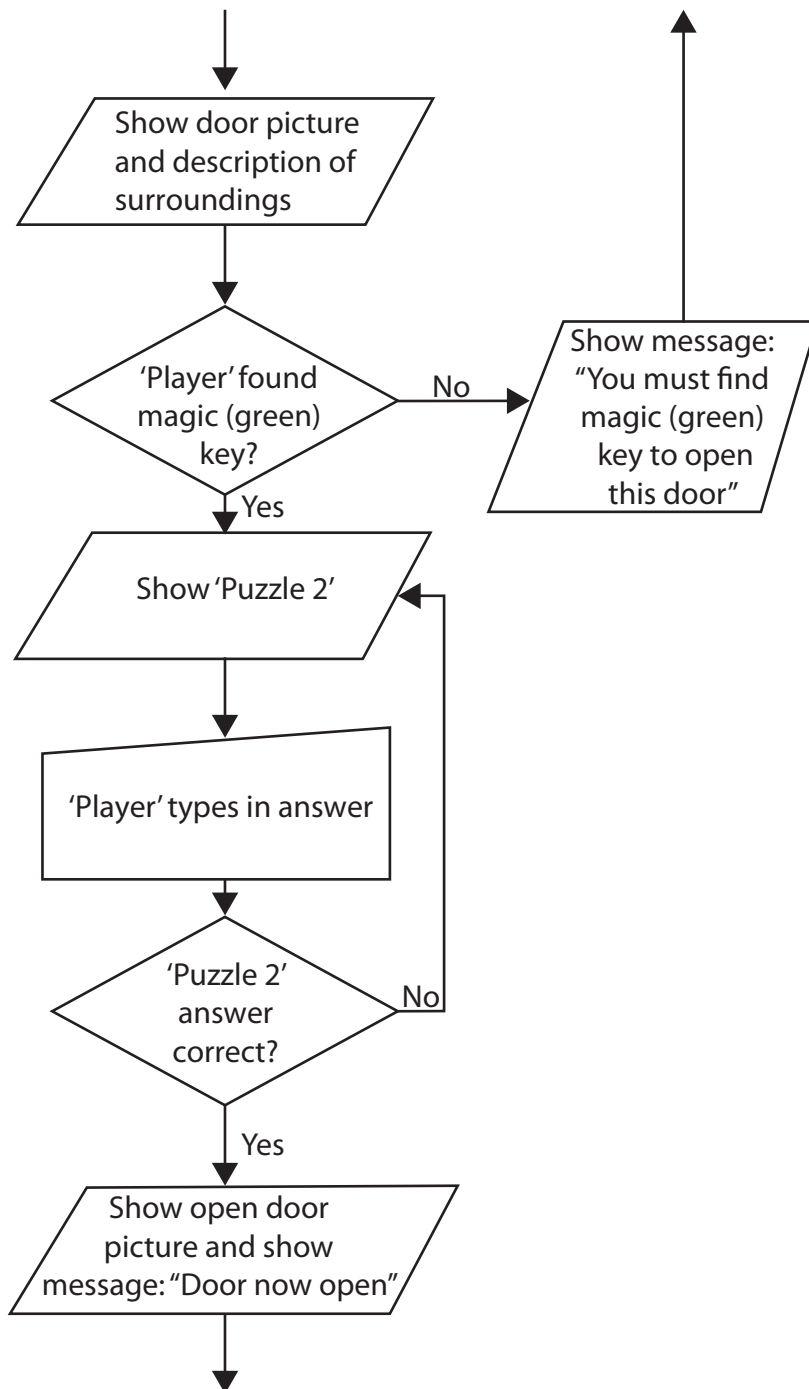 Show door picture
and description of
surroundings
‘Player’ found
magic (green)
key?
No
Show message:
“You must find
magic (green)
key to open
this door”
Yes
Show ‘Puzzle 2’
‘Player’ types in answer
‘Puzzle 2’
answer
correct?
No
Yes
Show open door
picture and show
message: “Door now open”